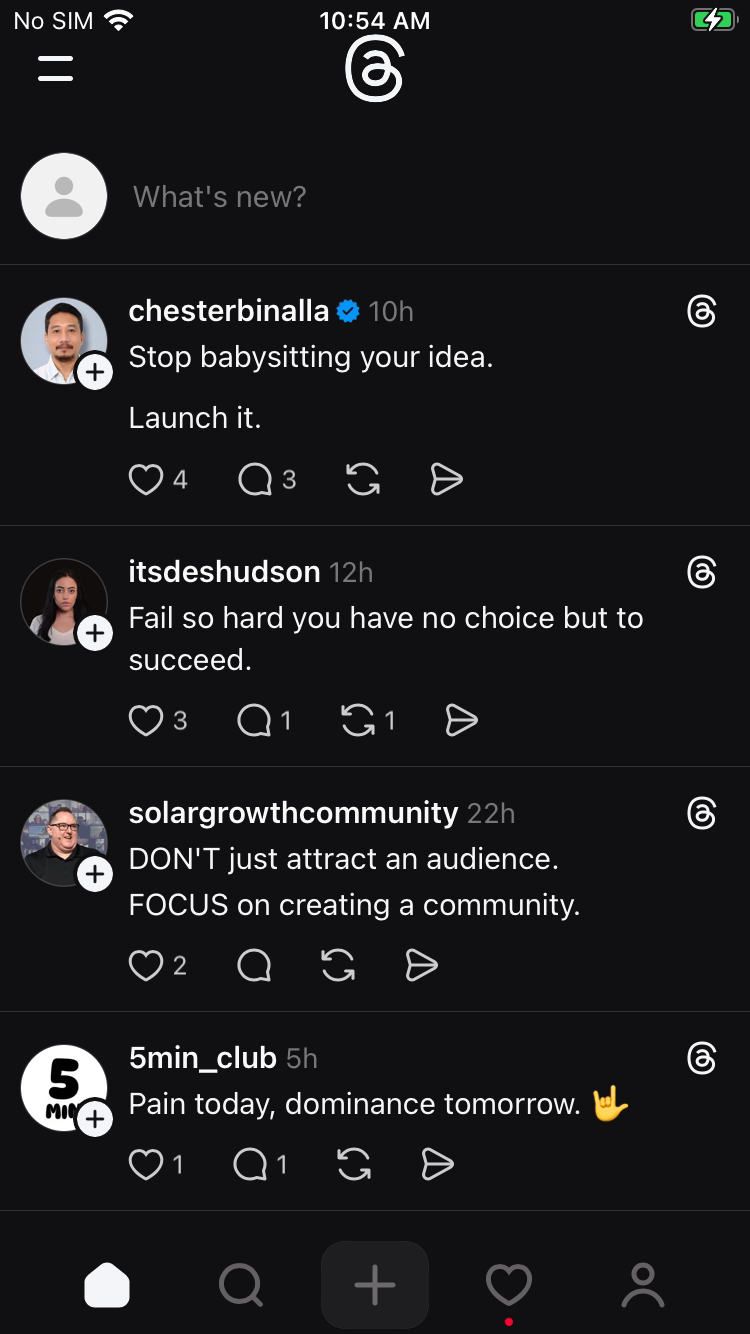 No SIM 10:54 AM
What's new?
chesterbinalla 10h
Stop babysitting your idea.
Launch it.
4 3
itsdeshudson 12h
Fail so hard you have no choice but to
succeed.
3 1 1
solargrowthcommunity 22h
DON'T just attract an audience.
FOCUS on creating a community.
2
5min_club 5h
5
MIN
Pain today, dominance tomorrow. 🤟
1 1